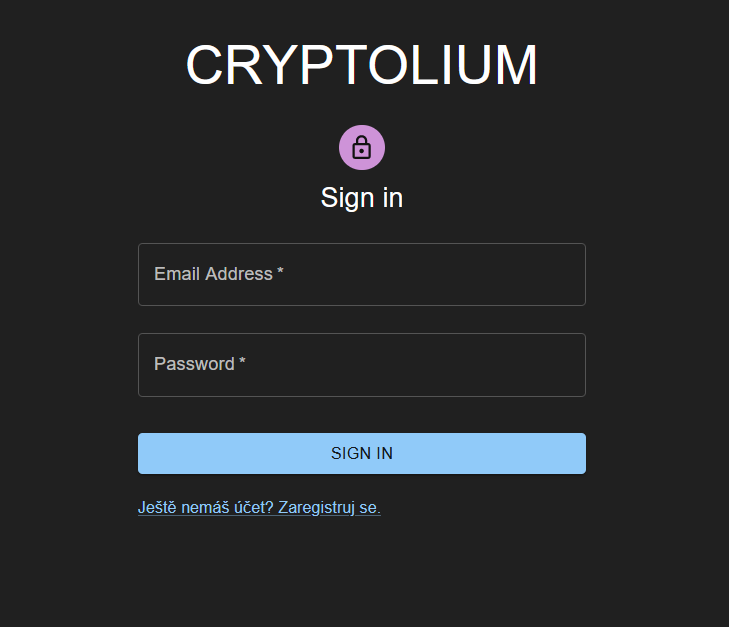 CRYPTOLIUM
Sign in
Email Address *
Password *
SIGN IN
Ještě nemáš účet? Zaregistruj se.